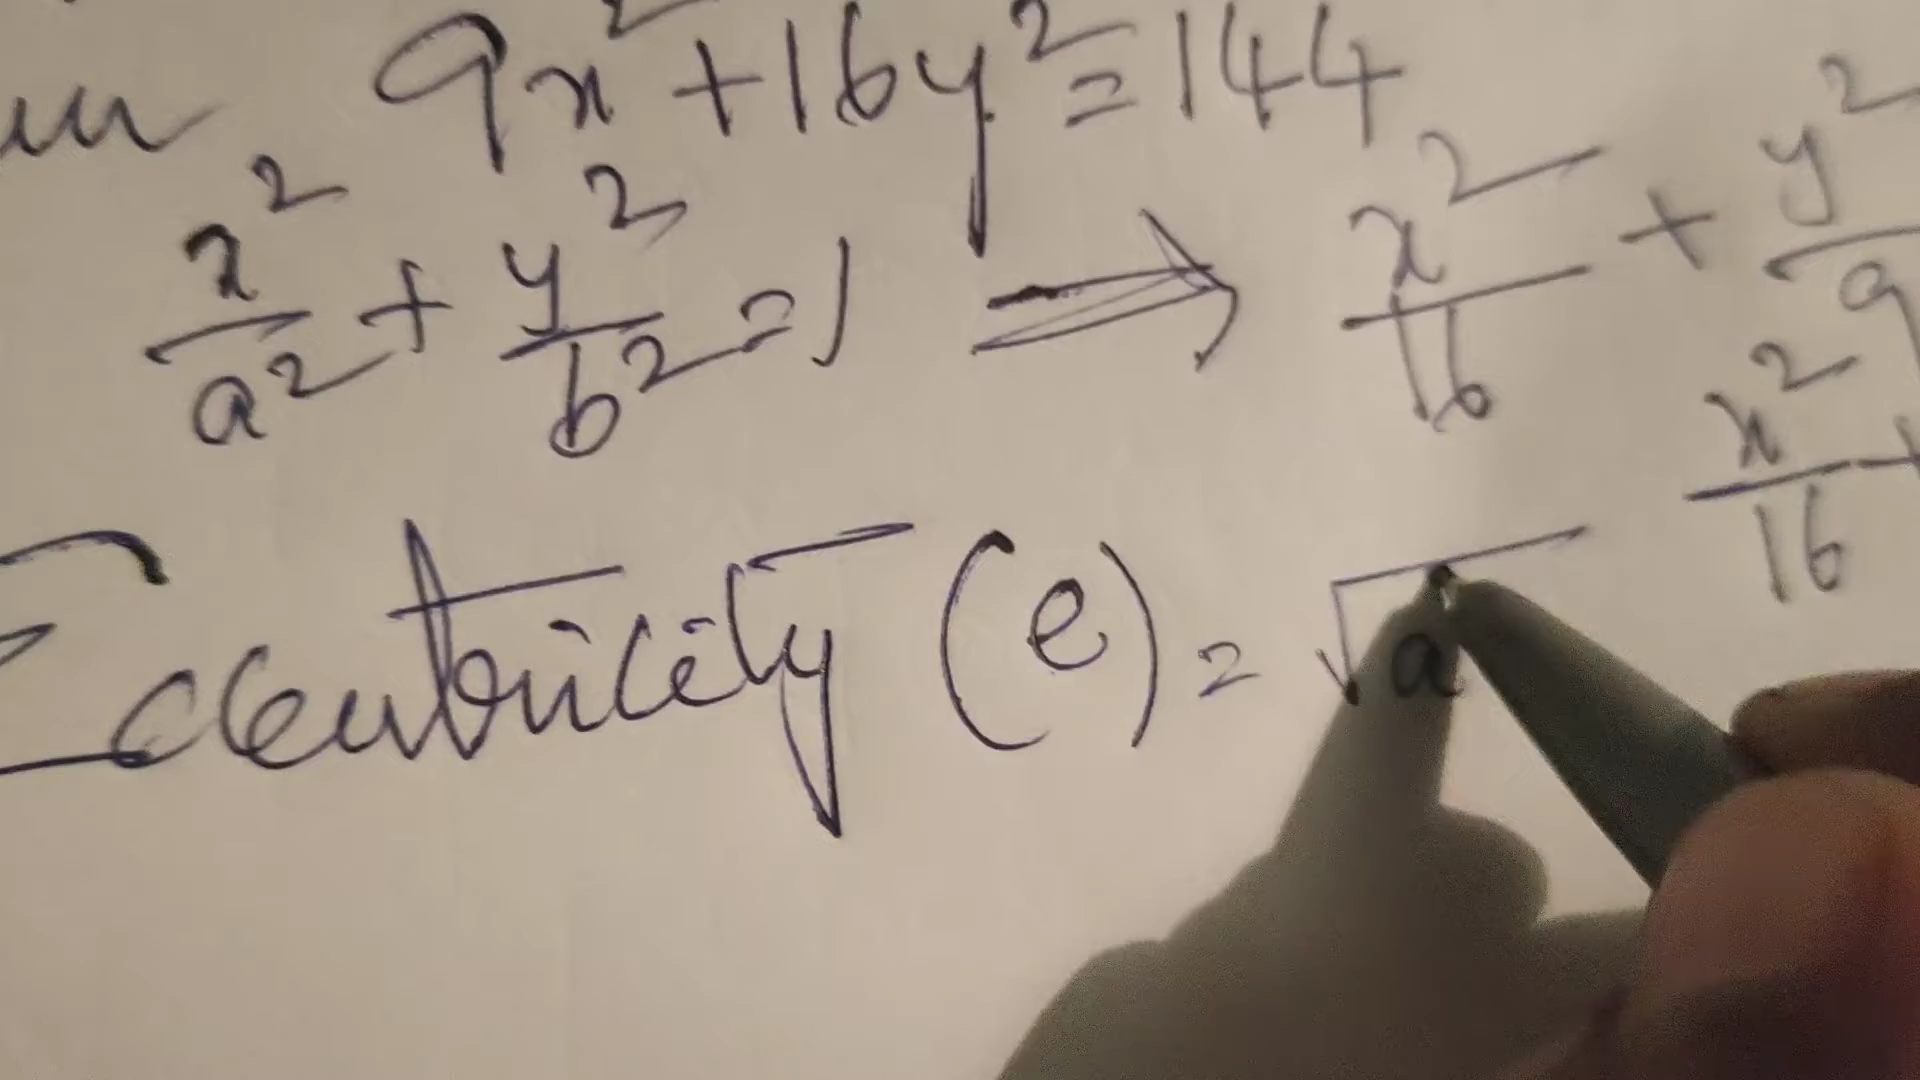 9x² + 16y² = 144
x²/a² + y²/b² = 1 ⇒ x²/16 + y²/9
x²/16 +
Eccentricity (e) = √a